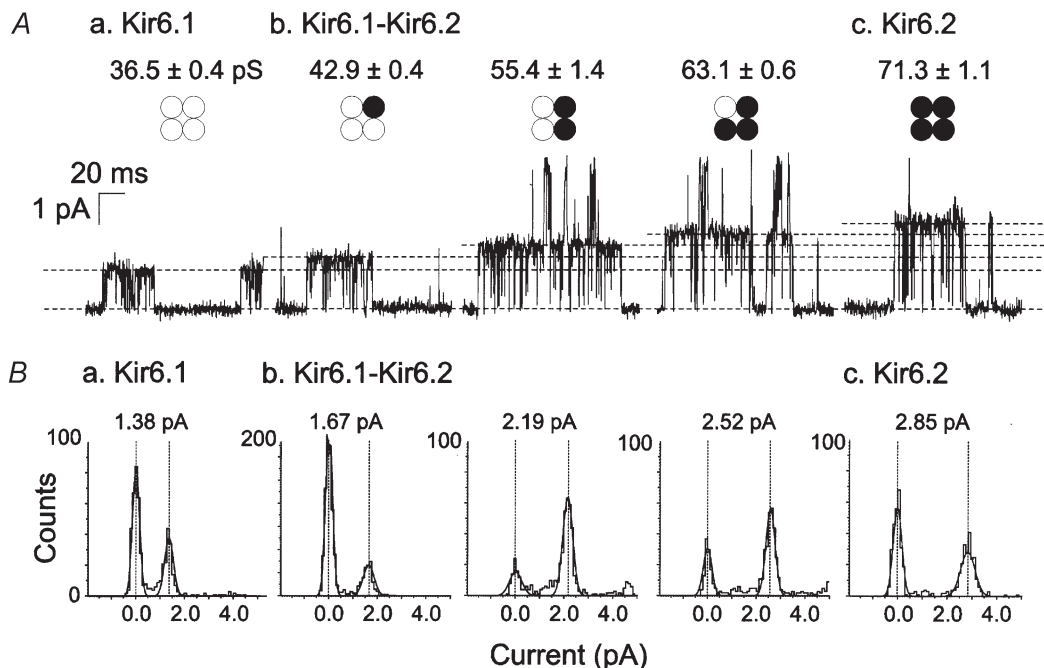 A a. Kir6.1 b. Kir6.1-Kir6.2 c. Kir6.2
36.5 ± 0.4 pS 42.9 ± 0.4 55.4 ± 1.4 63.1 ± 0.6 71.3 ± 1.1
20 ms
1 pA
B a. Kir6.1 b. Kir6.1-Kir6.2 c. Kir6.2
1.38 pA 1.67 pA 2.19 pA 2.52 pA 2.85 pA
100 200 100 100 100
Counts
0
0.0 2.0 4.0 0.0 2.0 4.0 0.0 2.0 4.0 0.0 2.0 4.0 0.0 2.0 4.0
Current (pA)